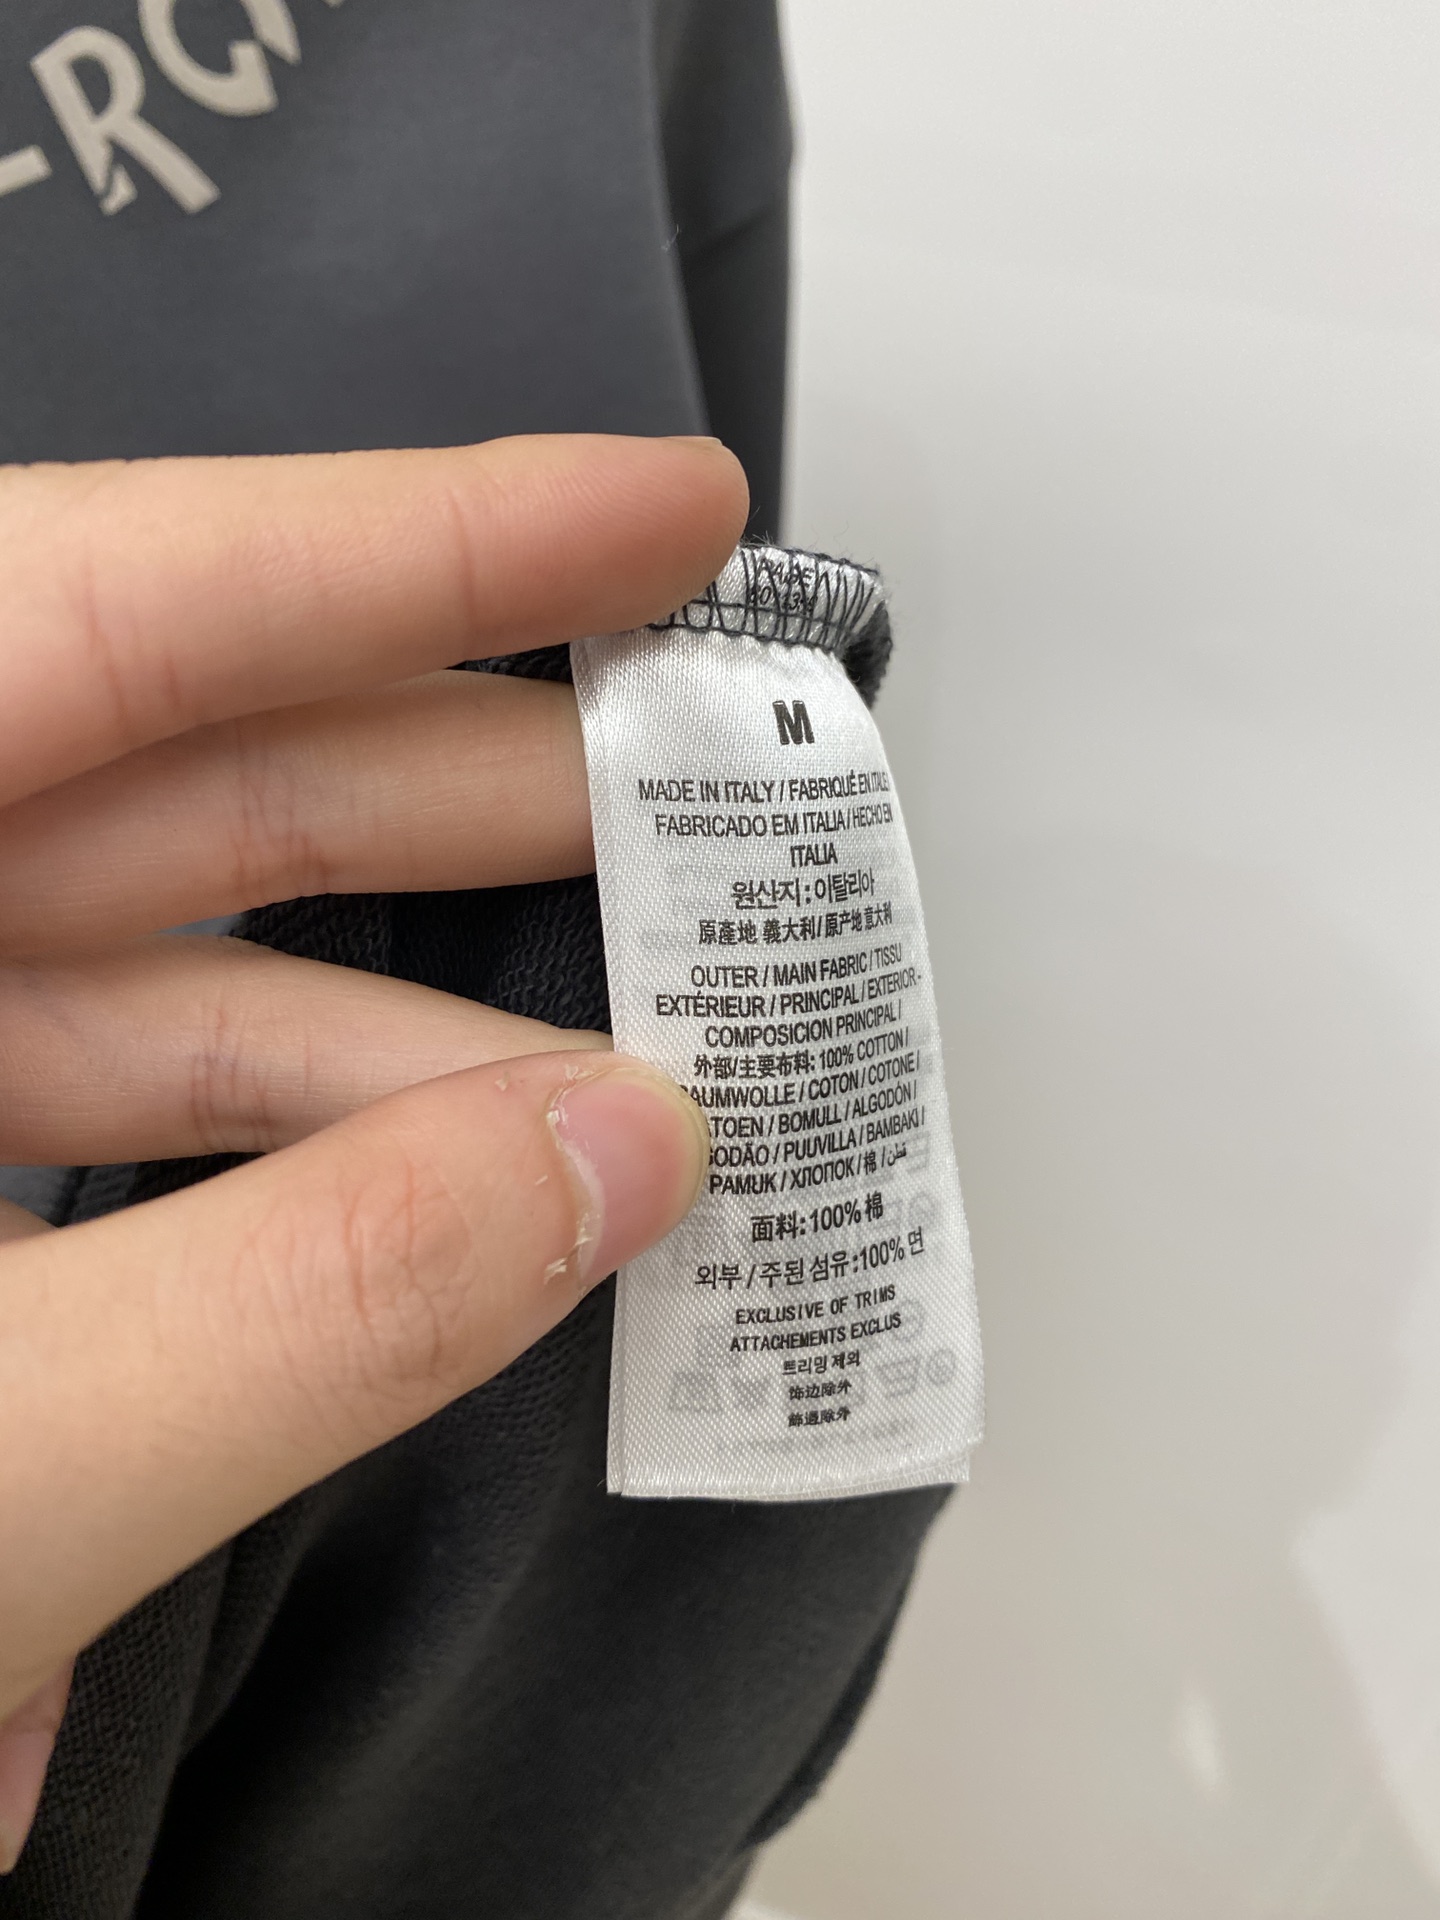 M
MADE IN ITALY / FABRIQUÉ EN ITALIE
FABRICADO EM ITALIA / HECHO EN
ITALIA
원산지:이탈리아
原產地 義大利/原产地 意大利
OUTER / MAIN FABRIC / TISSU
EXTÉRIEUR / PRINCIPAL / EXTERIOR -
COMPOSICION PRINCIPAL /
外部/主要布料: 100% COTTON /
AUMWOLLE / COTON / COTONE /
TOEN / BOMULL / ALGODÓN /
GODÃO / PUUVILLA / BAMBAKI /
PAMUK / ХЛОПОК / 棉 / قطن
面料:100% 棉
외부 / 주된 섬유:100% 면
EXCLUSIVE OF TRIMS
ATTACHEMENTS EXCLUS
트리밍 제외
饰边除外
飾邊除外